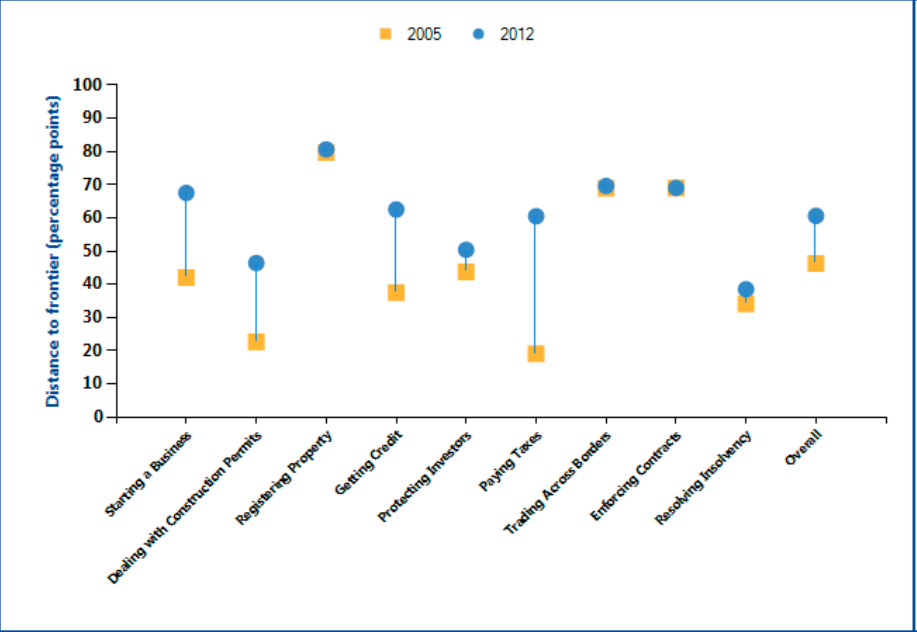 2005 2012
Distance to frontier (percentage points)
100
90
80
70
60
50
40
30
20
10
0
Starting a Business
Dealing with Construction Permits
Registering Property
Getting Credit
Protecting Investors
Paying Taxes
Trading Across Borders
Enforcing Contracts
Resolving Insolvency
Overall